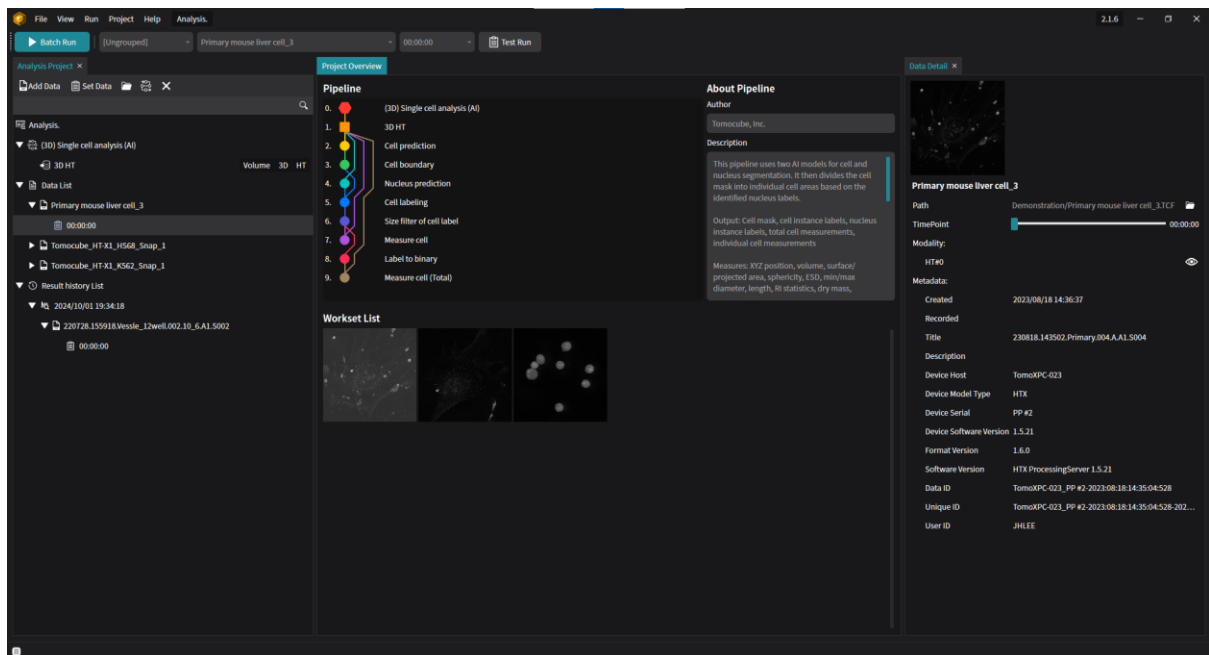 File View Run Project Help Analysis. 2.1.6
Batch Run [Ungrouped] Primary mouse liver cell_3 00:00:00 Test Run
Analysis Project
Add Data Set Data
Analysis.
(3D) Single cell analysis (AI)
3D HT Volume 3D HT
Data List
Primary mouse liver cell_3
00:00:00
Tomocube_HT-X1_HS68_Snap_1
Tomocube_HT-X1_K562_Snap_1
Result history List
2024/10/01 19:34:18
220728.155918.Vessle_12well.002.10_6.A1.S002
00:00:00
Project Overview
Pipeline
0. (3D) Single cell analysis (AI)
1. 3D HT
2. Cell prediction
3. Cell boundary
4. Nucleus prediction
5. Cell labeling
6. Size filter of cell label
7. Measure cell
8. Label to binary
9. Measure cell (Total)
About Pipeline
Author
Tomocube, Inc.
Description
This pipeline uses two AI models for cell and
nucleus segmentation. It then divides the cell
mask into individual cell areas based on the
identified nucleus labels.
Output: Cell mask, cell instance labels, nucleus
instance labels, total cell measurements,
individual cell measurements
Measures: XYZ position, volume, surface/
projected area, sphericity, ESD, min/max
diameter, length, RI statistics, dry mass,
Workset List
Data Detail
Primary mouse liver cell_3
Path Demonstration/Primary mouse liver cell_3.TCF
TimePoint 00:00:00
Modality:
HT#0
Metadata:
Created 2023/08/18 14:36:37
Recorded
Title 230818.143502.Primary.004.A.A1.S004
Description
Device Host TomoXPC-023
Device Model Type HTX
Device Serial PP #2
Device Software Version 1.5.21
Format Version 1.6.0
Software Version HTX ProcessingServer 1.5.21
Data ID TomoXPC-023_PP #2-2023:08:18:14:35:04:528
Unique ID TomoXPC-023_PP #2-2023:08:18:14:35:04:528-202...
User ID JHLEE